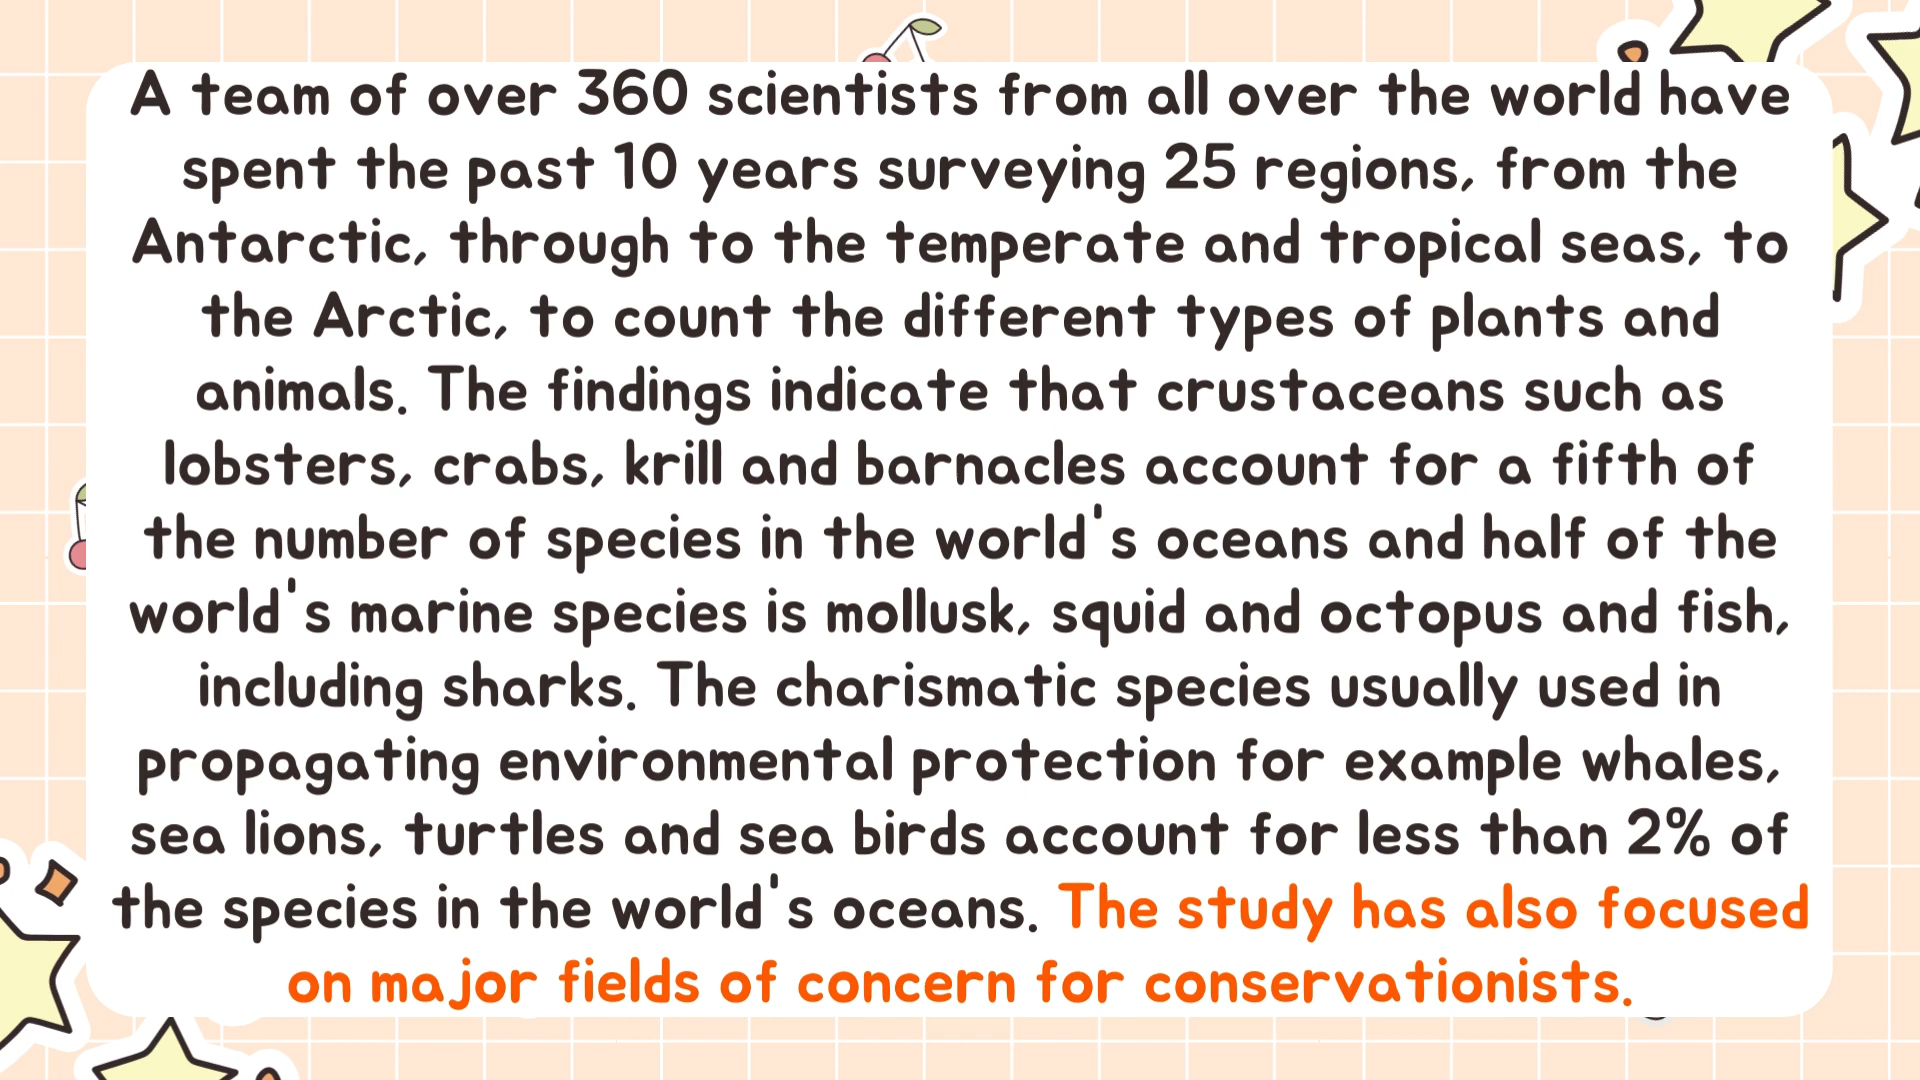 A team of over 360 scientists from all over the world have
spent the past 10 years surveying 25 regions, from the
Antarctic, through to the temperate and tropical seas, to
the Arctic, to count the different types of plants and
animals. The findings indicate that crustaceans such as
lobsters, crabs, krill and barnacles account for a fifth of
the number of species in the world's oceans and half of the
world's marine species is mollusk, squid and octopus and fish,
including sharks. The charismatic species usually used in
propagating environmental protection for example whales,
sea lions, turtles and sea birds account for less than 2% of
the species in the world's oceans. The study has also focused
on major fields of concern for conservationists.